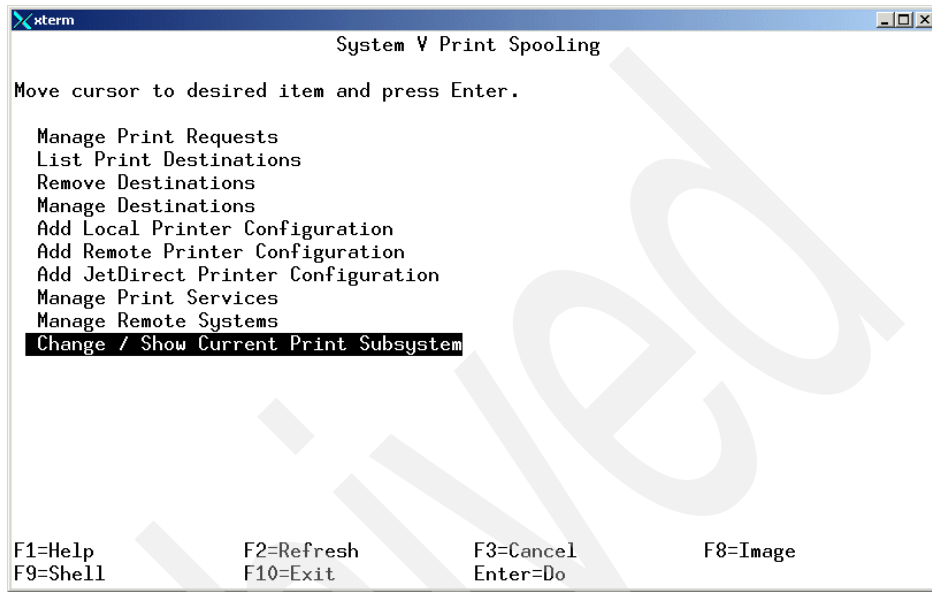 xterm
System V Print Spooling
Move cursor to desired item and press Enter.
Manage Print Requests
List Print Destinations
Remove Destinations
Manage Destinations
Add Local Printer Configuration
Add Remote Printer Configuration
Add JetDirect Printer Configuration
Manage Print Services
Manage Remote Systems
Change / Show Current Print Subsystem
F1=Help F2=Refresh F3=Cancel F8=Image
F9=Shell F10=Exit Enter=Do